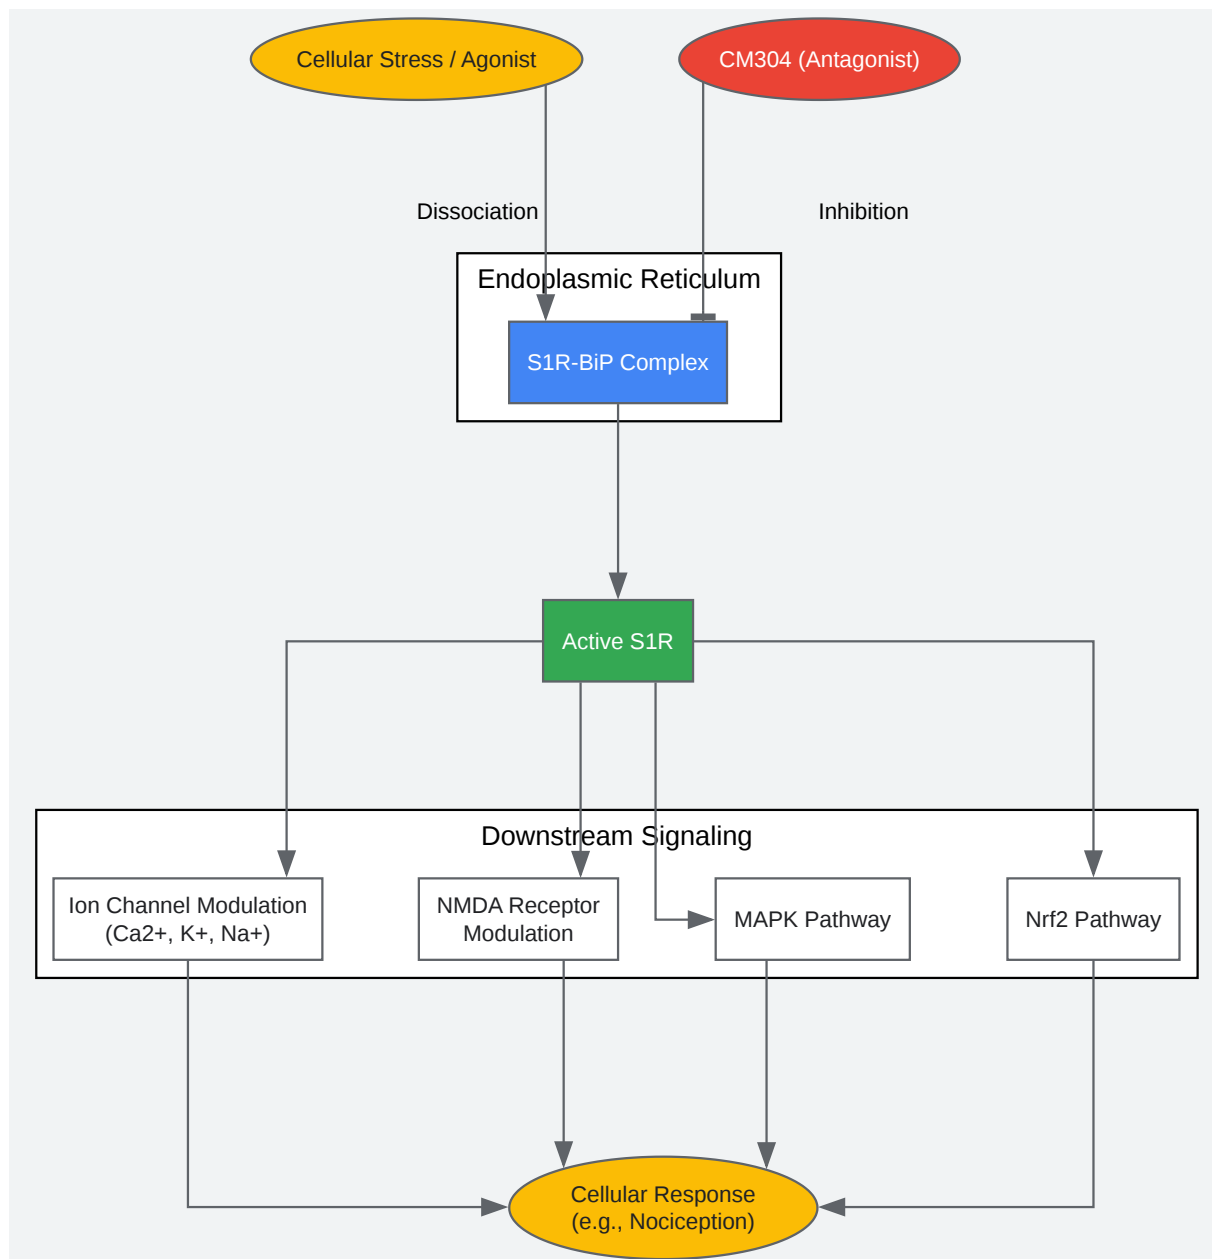 Cellular Stress / Agonist
CM304 (Antagonist)
Dissociation
Inhibition
Endoplasmic Reticulum
S1R-BiP Complex
Active S1R
Downstream Signaling
Ion Channel Modulation
(Ca2+, K+, Na+)
NMDA Receptor
Modulation
MAPK Pathway
Nrf2 Pathway
Cellular Response
(e.g., Nociception)